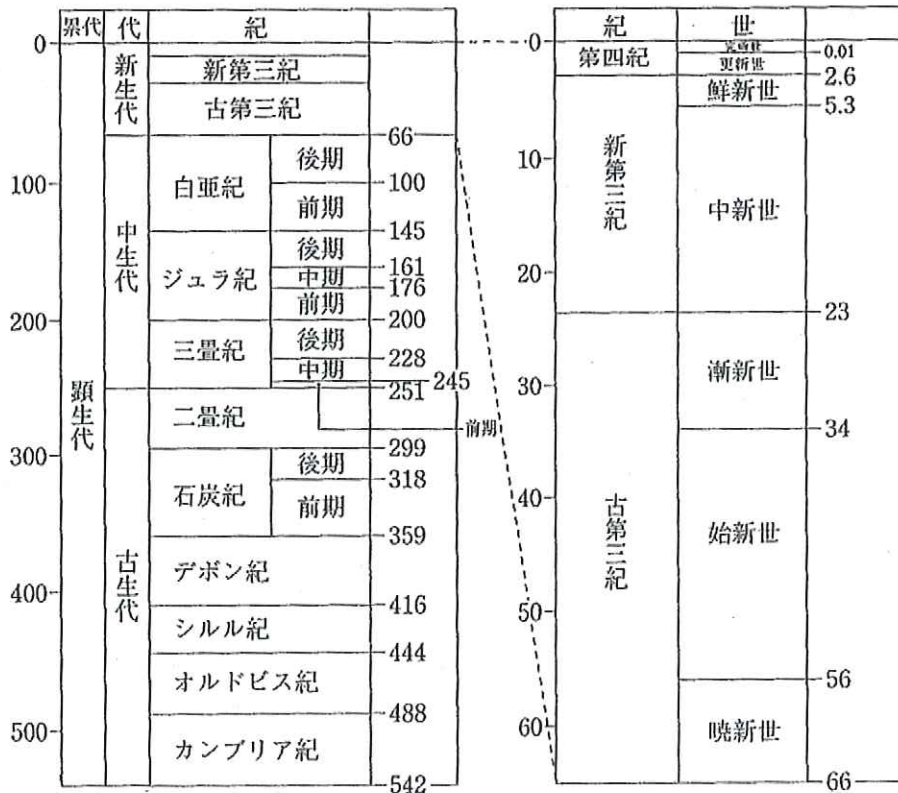 累代 代 紀
0
新生代
新第三紀
古第三紀
66
中生代
白亜紀
後期
100
100
前期
145
ジュラ紀
後期
161
中期
176
前期
200
200
三畳紀
後期
228
中期
245
251
前期
顕生代
古生代
二畳紀
299
300
石炭紀
後期
318
前期
359
デボン紀
400
416
シルル紀
444
オルドビス紀
488
500
カンブリア紀
542
紀 世
0
第四紀
完新世
0.01
更新世
2.6
鮮新世
5.3
新第三紀
10
中新世
20
23
古第三紀
漸新世
30
34
40
始新世
50
56
60
暁新世
66